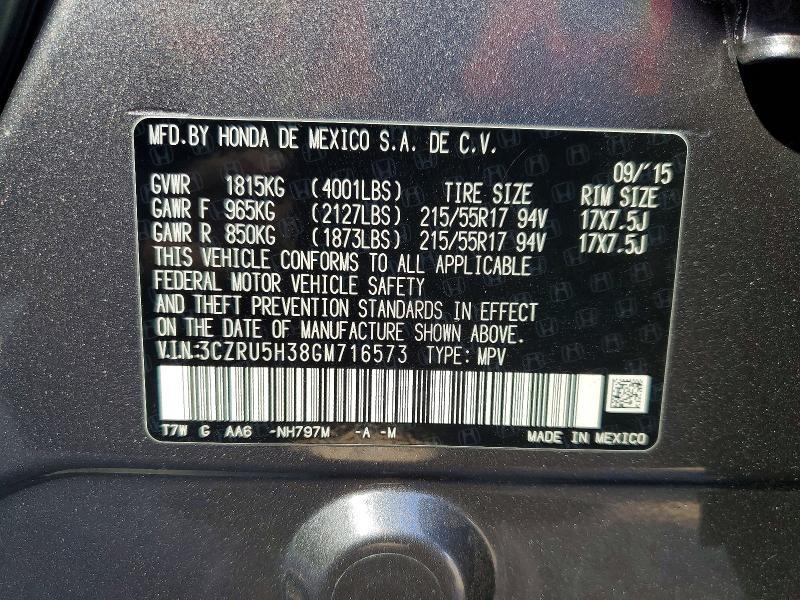 MFD.BY HONDA DE MEXICO S.A. DE C.V.
09/'15
GVWR 1815KG (4001LBS) TIRE SIZE RIM SIZE
GAWR F 965KG (2127LBS) 215/55R17 94V 17X7.5J
GAWR R 850KG (1873LBS) 215/55R17 94V 17X7.5J
THIS VEHICLE CONFORMS TO ALL APPLICABLE
FEDERAL MOTOR VEHICLE SAFETY
AND THEFT PREVENTION STANDARDS IN EFFECT
ON THE DATE OF MANUFACTURE SHOWN ABOVE.
V.I.N:3CZRU5H38GM716573 TYPE: MPV
T7W G AA6 -NH797M -A -M MADE IN MEXICO